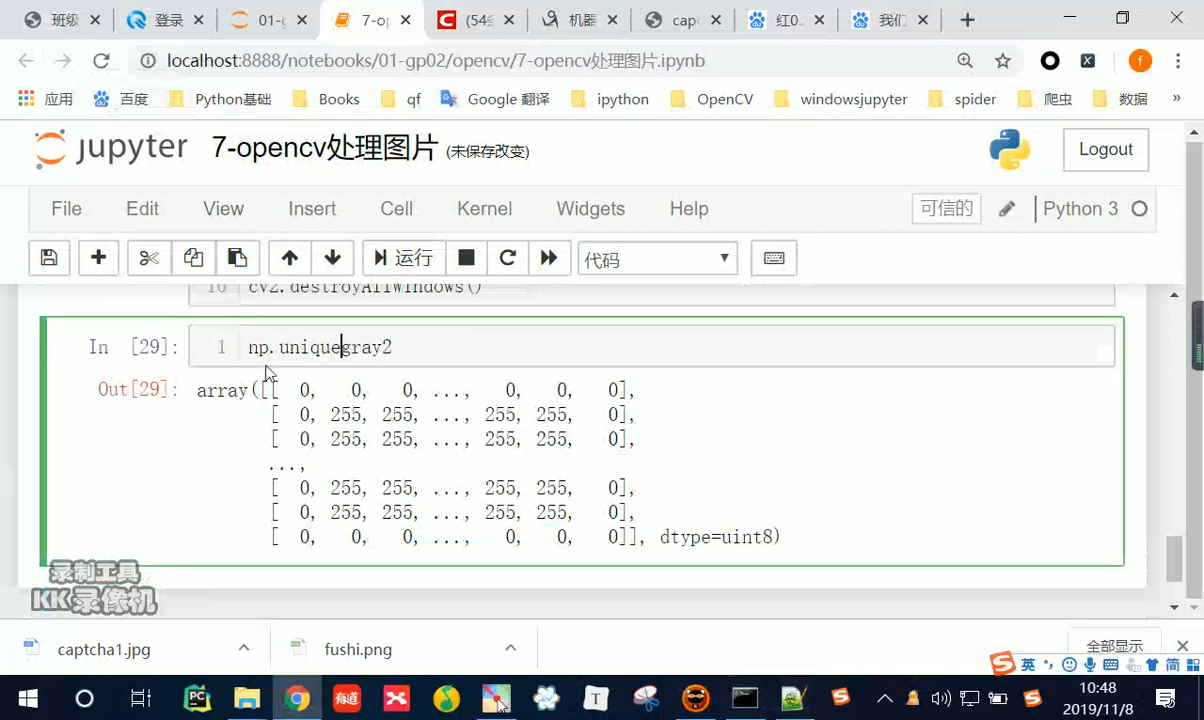 班级 登录 01-g 7-op (54条 机器 capc 红0. 我们
localhost:8888/notebooks/01-gp02/opencv/7-opencv处理图片.ipynb
应用 百度 Python基础 Books qf Google 翻译 ipython OpenCV windowsjupyter spider 爬虫 数据 »
jupyter 7-opencv处理图片 (未保存改变) Logout
File Edit View Insert Cell Kernel Widgets Help 可信的 Python 3
运行 代码
10 cv2.destroyAllWindows()
In [29]: 1 np.uniquegray2
Out[29]: array([[ 0, 0, 0, ..., 0, 0, 0],
[ 0, 255, 255, ..., 255, 255, 0],
[ 0, 255, 255, ..., 255, 255, 0],
...,
[ 0, 255, 255, ..., 255, 255, 0],
[ 0, 255, 255, ..., 255, 255, 0],
[ 0, 0, 0, ..., 0, 0, 0]], dtype=uint8)
录制工具
KK录像机
captcha1.jpg fushi.png 全部显示
英 简
PC 有道 T 10:48
2019/11/8